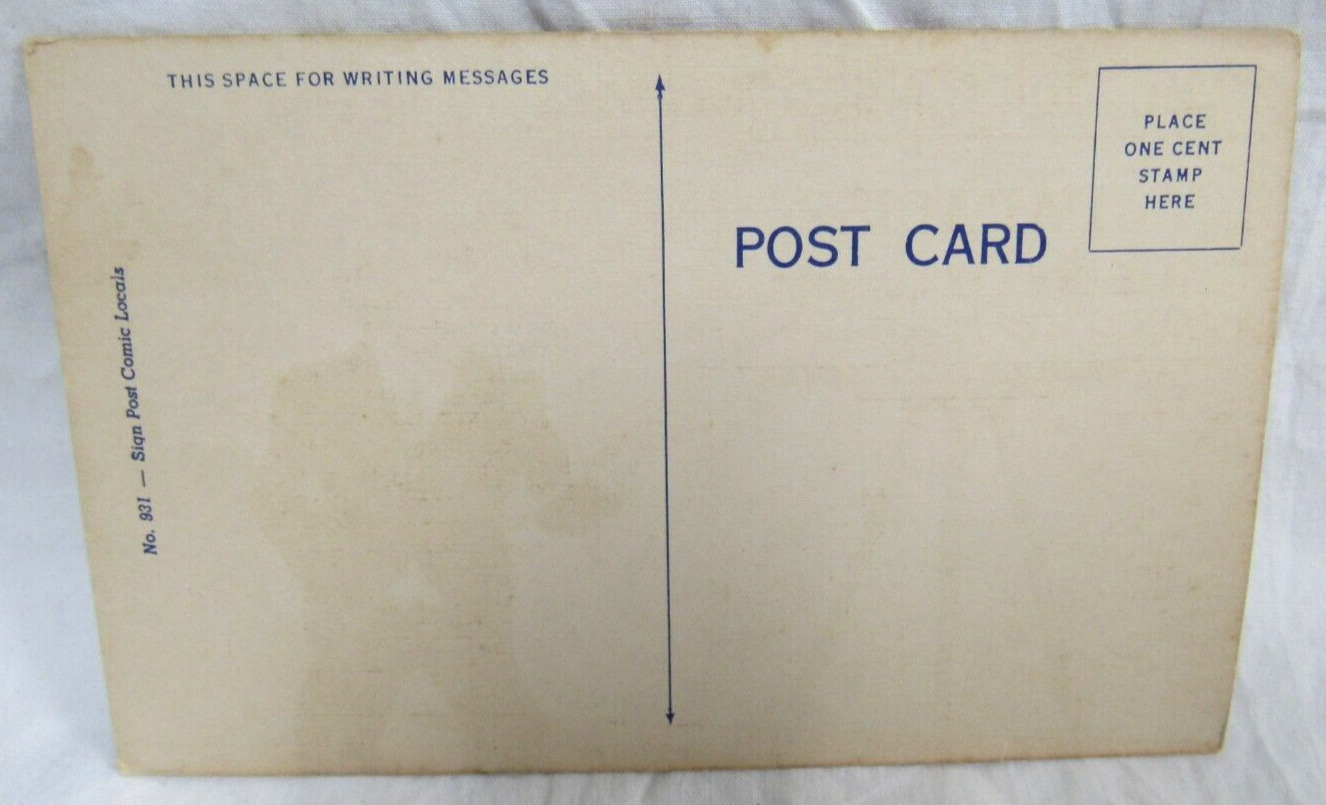 THIS SPACE FOR WRITING MESSAGES
No. 931 — Sign Post Comic Locals
POST CARD
PLACE
ONE CENT
STAMP
HERE